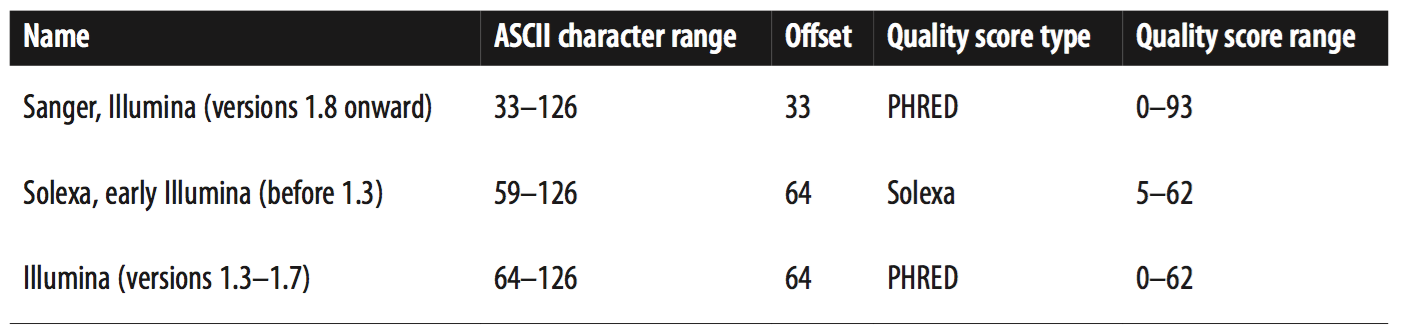 Name ASCII character range Offset Quality score type Quality score range
Sanger, Illumina (versions 1.8 onward) 33–126 33 PHRED 0–93
Solexa, early Illumina (before 1.3) 59–126 64 Solexa 5–62
Illumina (versions 1.3–1.7) 64–126 64 PHRED 0–62